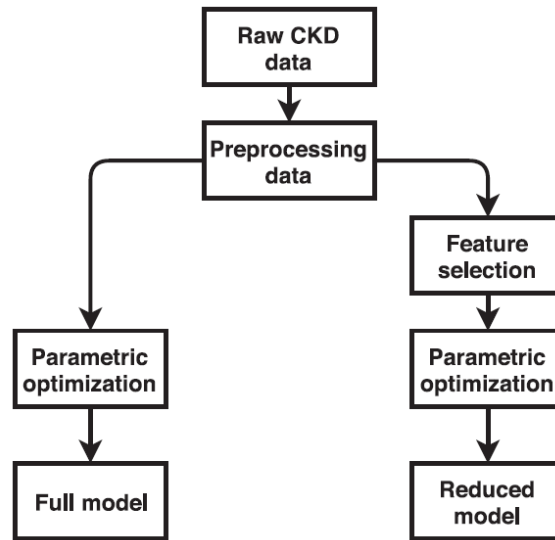 Raw CKD
data
Preprocessing
data
Feature
selection
Parametric
optimization
Parametric
optimization
Full model
Reduced
model